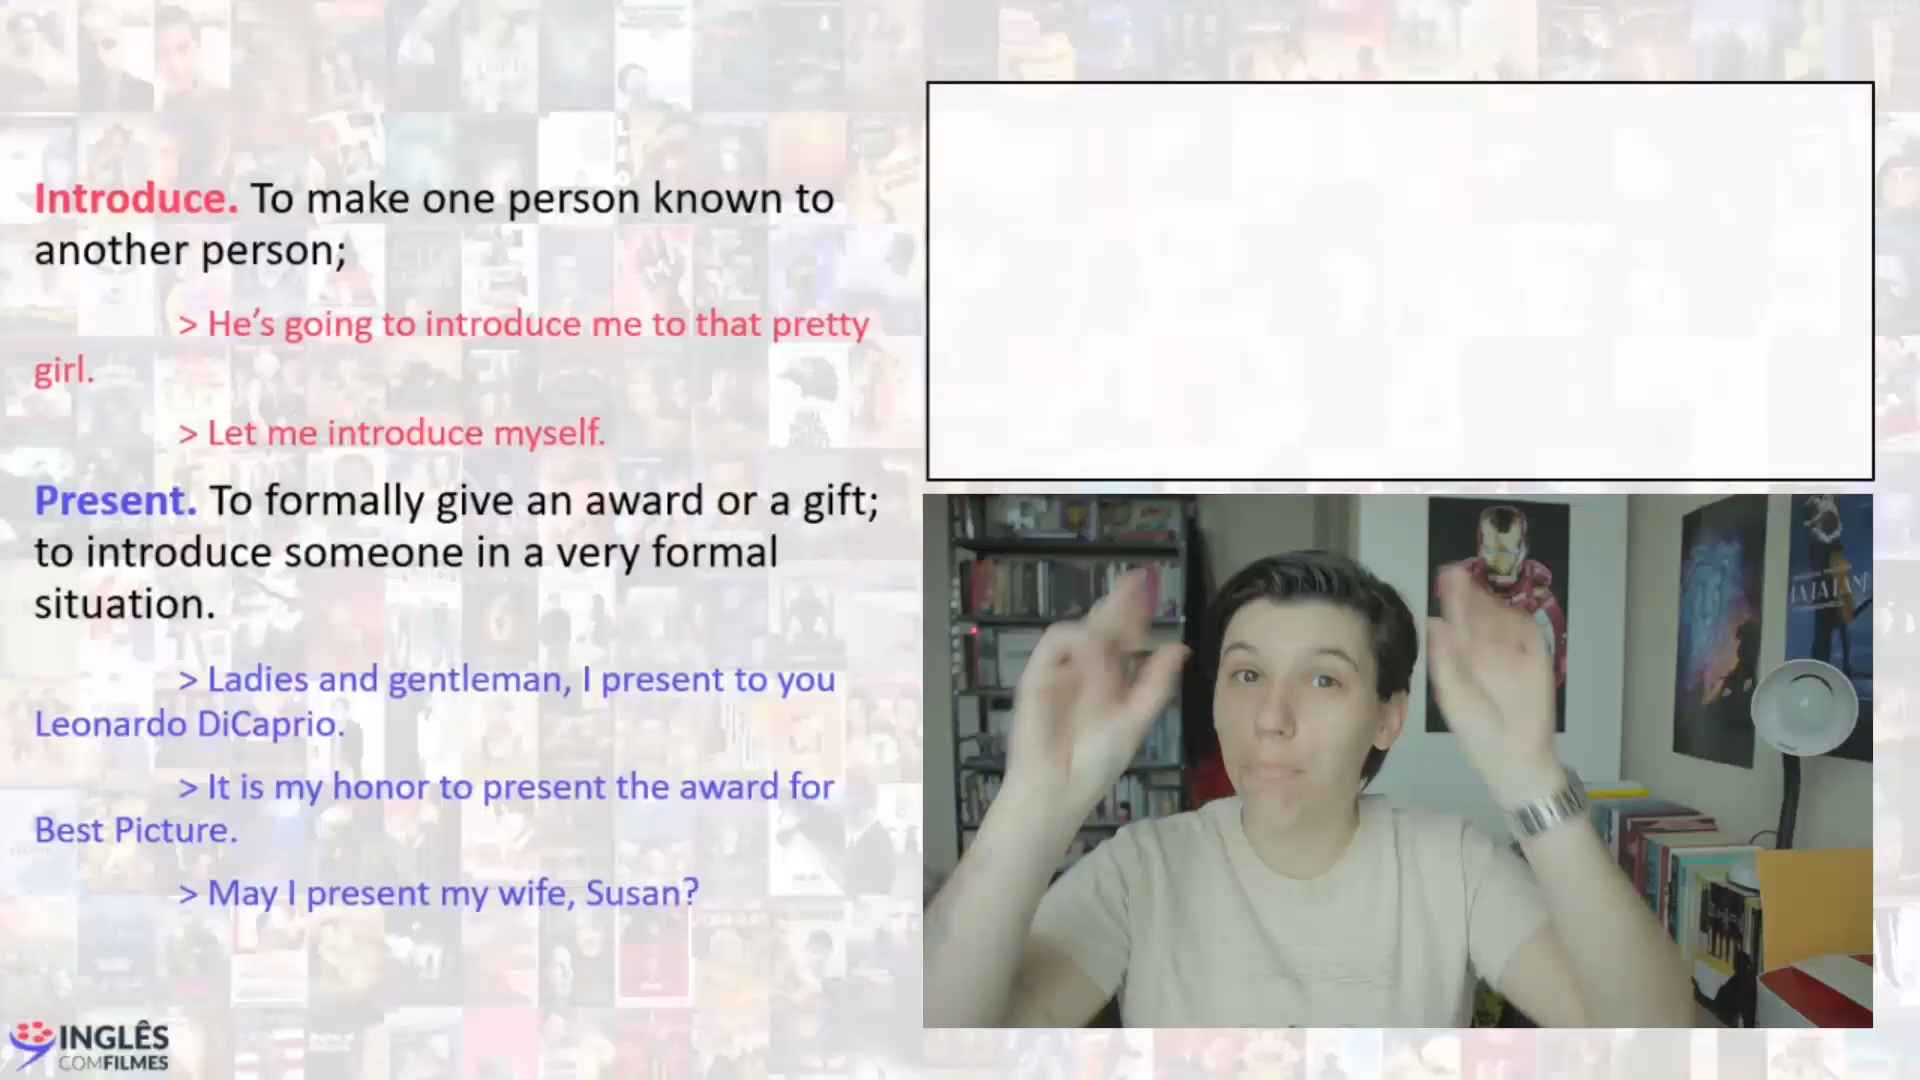 Introduce. To make one person known to
another person;
> He’s going to introduce me to that pretty
girl.
> Let me introduce myself.
Present. To formally give an award or a gift;
to introduce someone in a very formal
situation.
> Ladies and gentleman, I present to you
Leonardo DiCaprio.
> It is my honor to present the award for
Best Picture.
> May I present my wife, Susan?
INGLÊS
COMFILMES
LA LA LAND